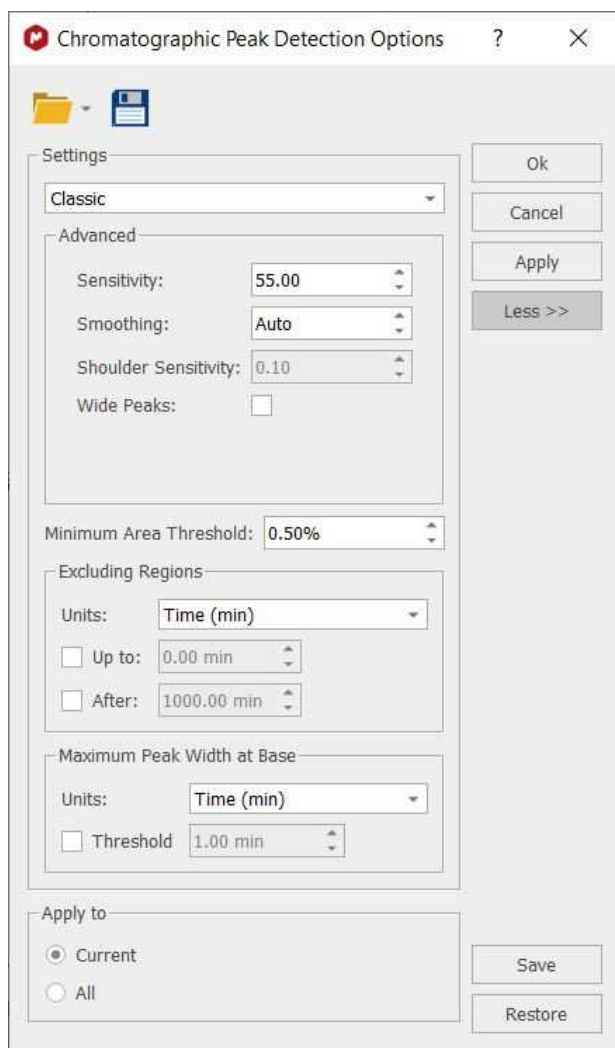 Chromatographic Peak Detection Options ?
Settings
Ok
Classic
Cancel
Advanced
Apply
Sensitivity: 55.00
Less >>
Smoothing: Auto
Shoulder Sensitivity: 0.10
Wide Peaks:
Minimum Area Threshold: 0.50%
Excluding Regions
Units: Time (min)
Up to: 0.00 min
After: 1000.00 min
Maximum Peak Width at Base
Units: Time (min)
Threshold 1.00 min
Apply to
Current
Save
All
Restore